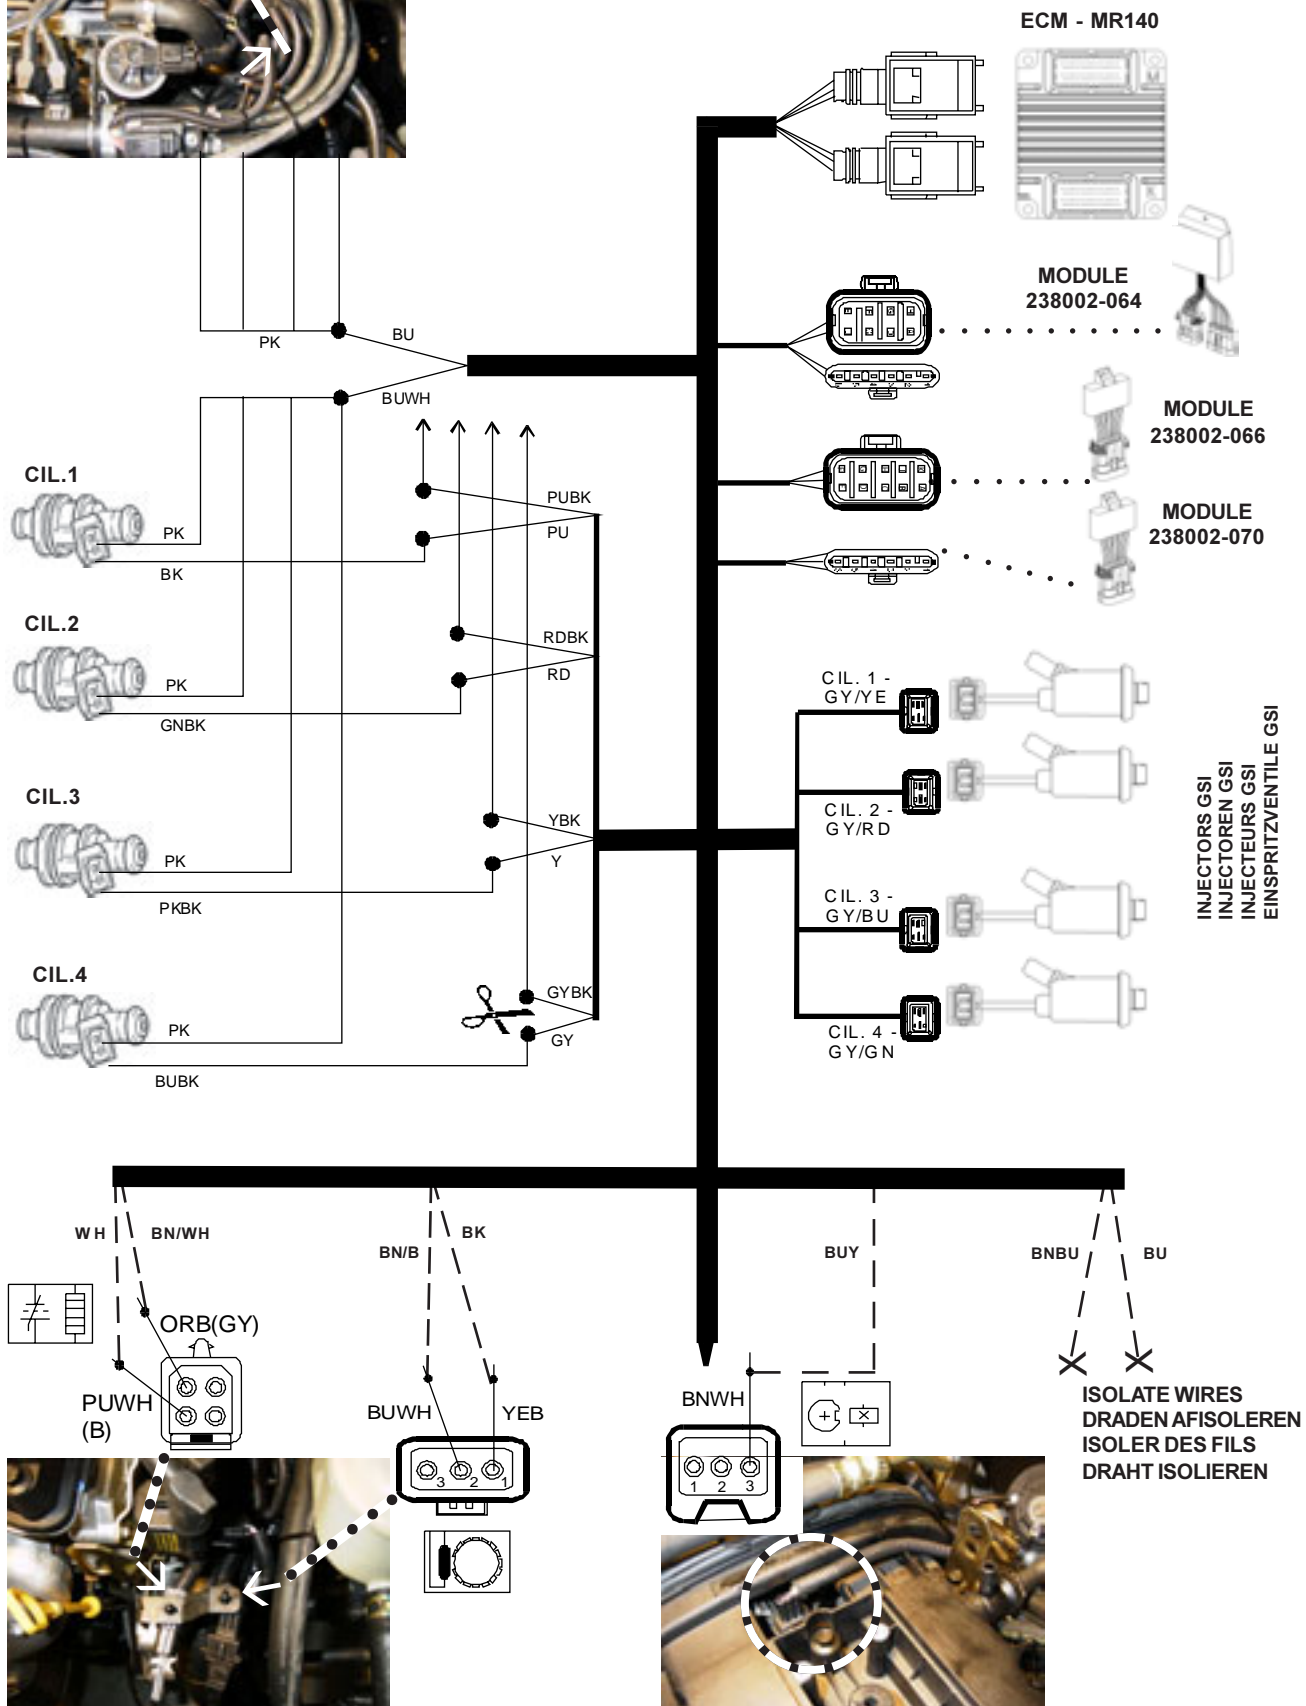 ECM - MR140
MODULE
238002-064
PK
BU
BUWH
MODULE
238002-066
CIL.1
PK
BK
PUBK
PU
MODULE
238002-070
CIL.2
PK
GNBK
RDBK
RD
CIL. 1 -
GY/YE
CIL. 2 -
GY/RD
CIL.3
PK
PKBK
YBK
Y
CIL. 3 -
GY/BU
INJECTORS GSI
INJECTOREN GSI
INJECTEURS GSI
EINSPRITZVENTILE GSI
CIL.4
PK
BUBK
GYBK
GY
CIL. 4 -
GY/GN
WH
BN/WH
BN/B
BK
BUY
BNBU
BU
ORB(GY)
PUWH
(B)
BUWH
YEB
BNWH
3 2 1
1 2 3
ISOLATE WIRES
DRADEN AFISOLEREN
ISOLER DES FILS
DRAHT ISOLIEREN